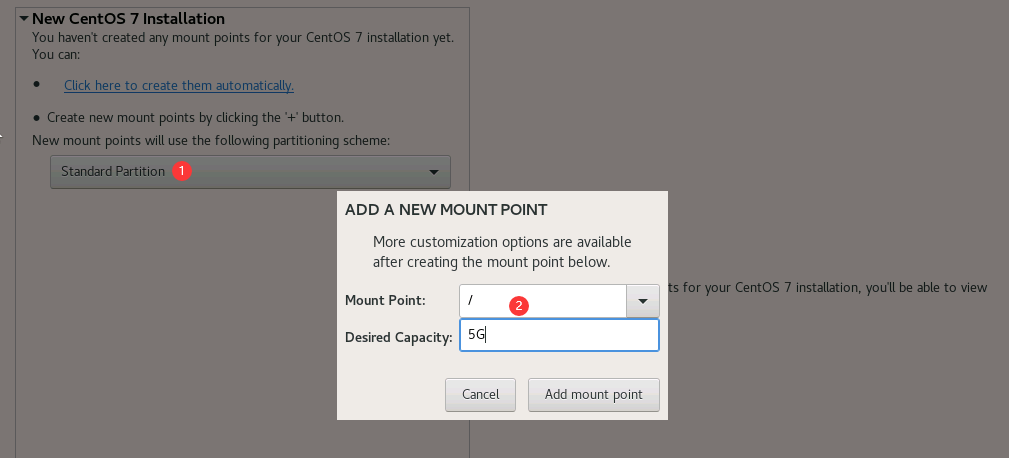 New CentOS 7 Installation
You haven't created any mount points for your CentOS 7 installation yet.
You can:
Click here to create them automatically.
Create new mount points by clicking the '+' button.
New mount points will use the following partitioning scheme:
Standard Partition 1
ADD A NEW MOUNT POINT
More customization options are available
after creating the mount point below.
ts for your CentOS 7 installation, you'll be able to view
Mount Point: / 2
Desired Capacity: 5G
Cancel Add mount point